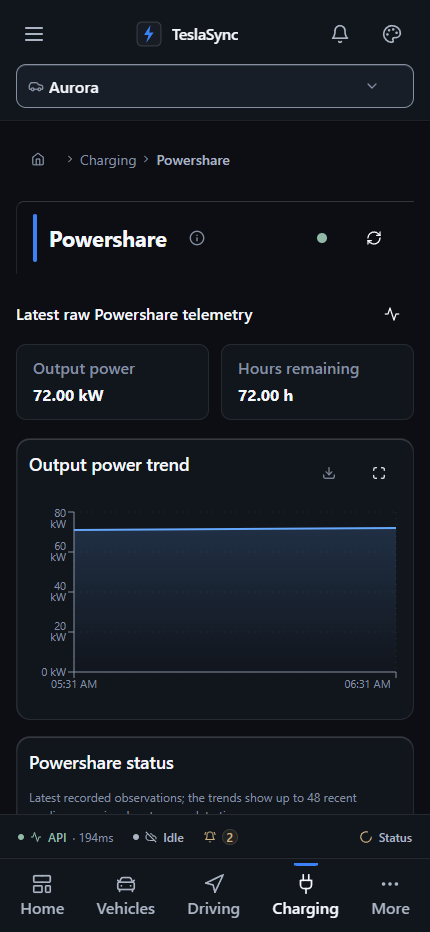 TeslaSync
Aurora
Charging
Powershare
Powershare
Latest raw Powershare telemetry
Output power
72.00 kW
Hours remaining
72.00 h
Output power trend
80
kW
60
kW
40
kW
20
kW
0 kW
05:31 AM
06:31 AM
Powershare status
Latest recorded observations; the trends show up to 48 recent
API · 194ms
Idle
2
Status
Home
Vehicles
Driving
Charging
More